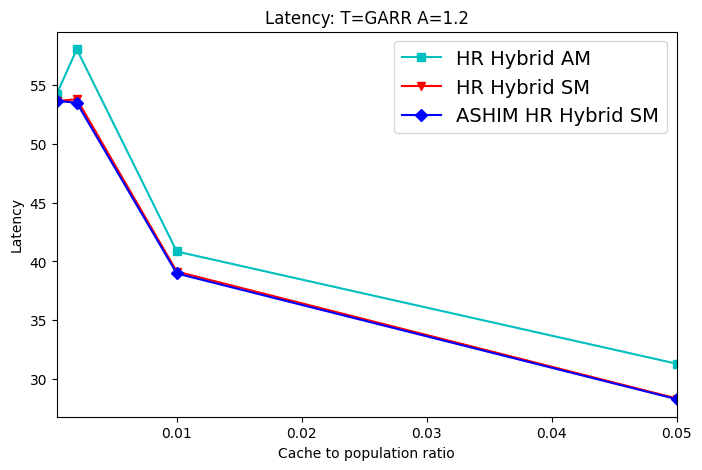 Latency: T=GARR A=1.2
HR Hybrid AM
HR Hybrid SM
ASHIM HR Hybrid SM
Latency
55
50
45
40
35
30
0.01 0.02 0.03 0.04 0.05
Cache to population ratio